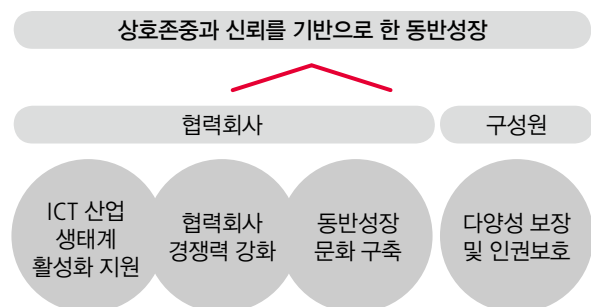 상호존중과 신뢰를 기반으로 한 동반성장
협력회사
구성원
ICT 산업
생태계
활성화 지원
협력회사
경쟁력 강화
동반성장
문화 구축
다양성 보장
및 인권보호